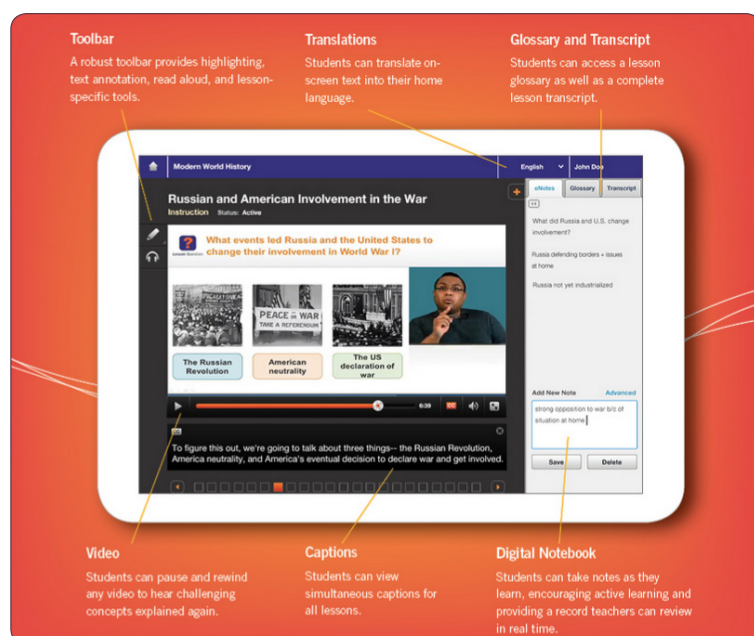 Toolbar
A robust toolbar provides highlighting,
text annotation, read aloud, and lesson-
specific tools.
Translations
Students can translate on-
screen text into their home
language.
Glossary and Transcript
Students can access a lesson
glossary as well as a complete
lesson transcript.
Modern World History
English
John Doe
Russian and American Involvement in the War
Instruction Status: Active
eNotes
Glossary
Transcript
What did Russia and U.S. change
involvement?
Russia defending borders + issues
at home
Russia not yet industrialized
?
Lesson Question
What events led Russia and the United States to
change their involvement in World War I?
PEACE or WAR
TAKE A REFERENDUM
The Russian
Revolution
American
neutrality
The US
declaration of
war
6:39
CC
Add New Note
Advanced
strong opposition to war b/c of
situation at home
Save
Delete
To figure this out, we're going to talk about three things-- the Russian Revolution,
America neutrality, and America's eventual decision to declare war and get involved.
Video
Students can pause and rewind
any video to hear challenging
concepts explained again.
Captions
Students can view
simultaneous captions for
all lessons.
Digital Notebook
Students can take notes as they
learn, encouraging active learning and
providing a record teachers can review
in real time.